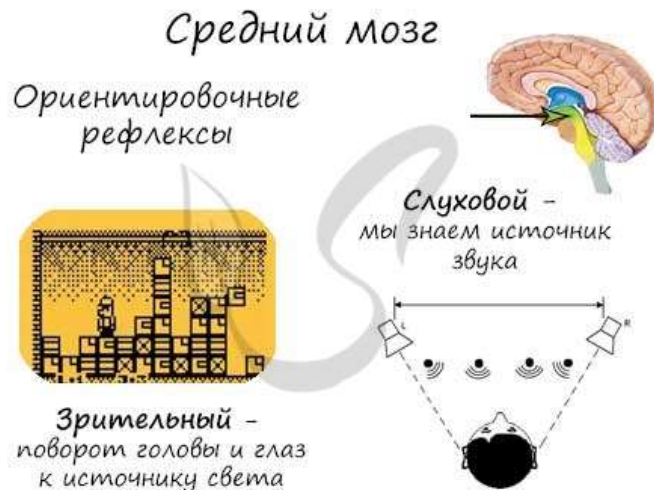 Средний мозг
Ориентировочные
рефлексы
Слуховой -
мы знаем источник
звука
L
R
Зрительный -
поворот головы и глаз
к источнику света